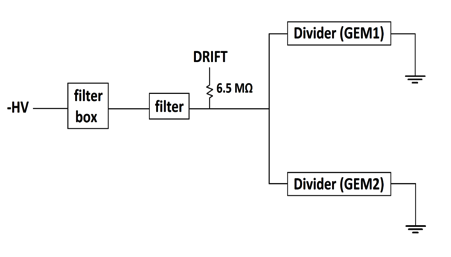 Divider (GEM1)
DRIFT
6.5 MΩ
-HV
filter
box
filter
Divider (GEM2)